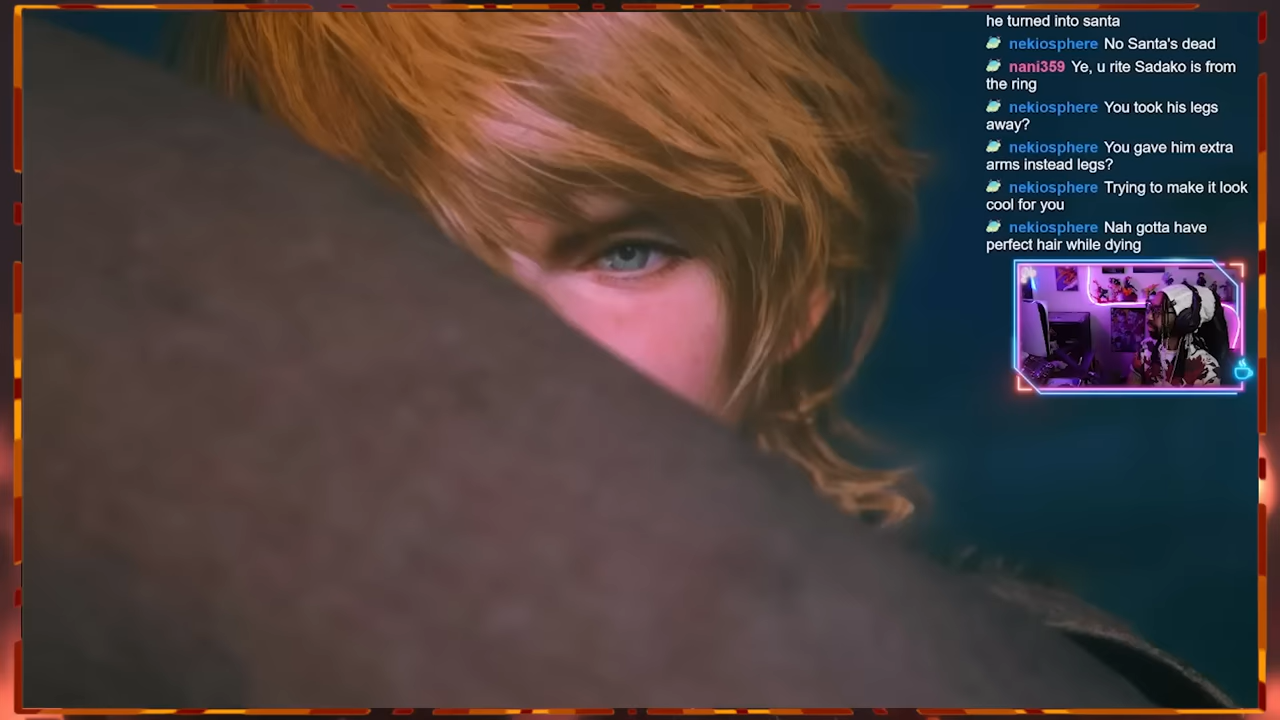 he turned into santa
nekiosphere No Santa's dead
nani359 Ye, u rite Sadako is from
the ring
nekiosphere You took his legs
away?
nekiosphere You gave him extra
arms instead legs?
nekiosphere Trying to make it look
cool for you
nekiosphere Nah gotta have
perfect hair while dying